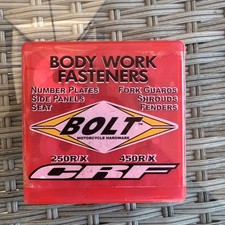 BODY WORK
FASTENERS
NUMBER PLATES FORK GUARDS
SIDE PANELS SHROUDS
SEAT FENDERS
BOLT
MOTORCYCLE HARDWARE
250R/X 450R/X
CRF